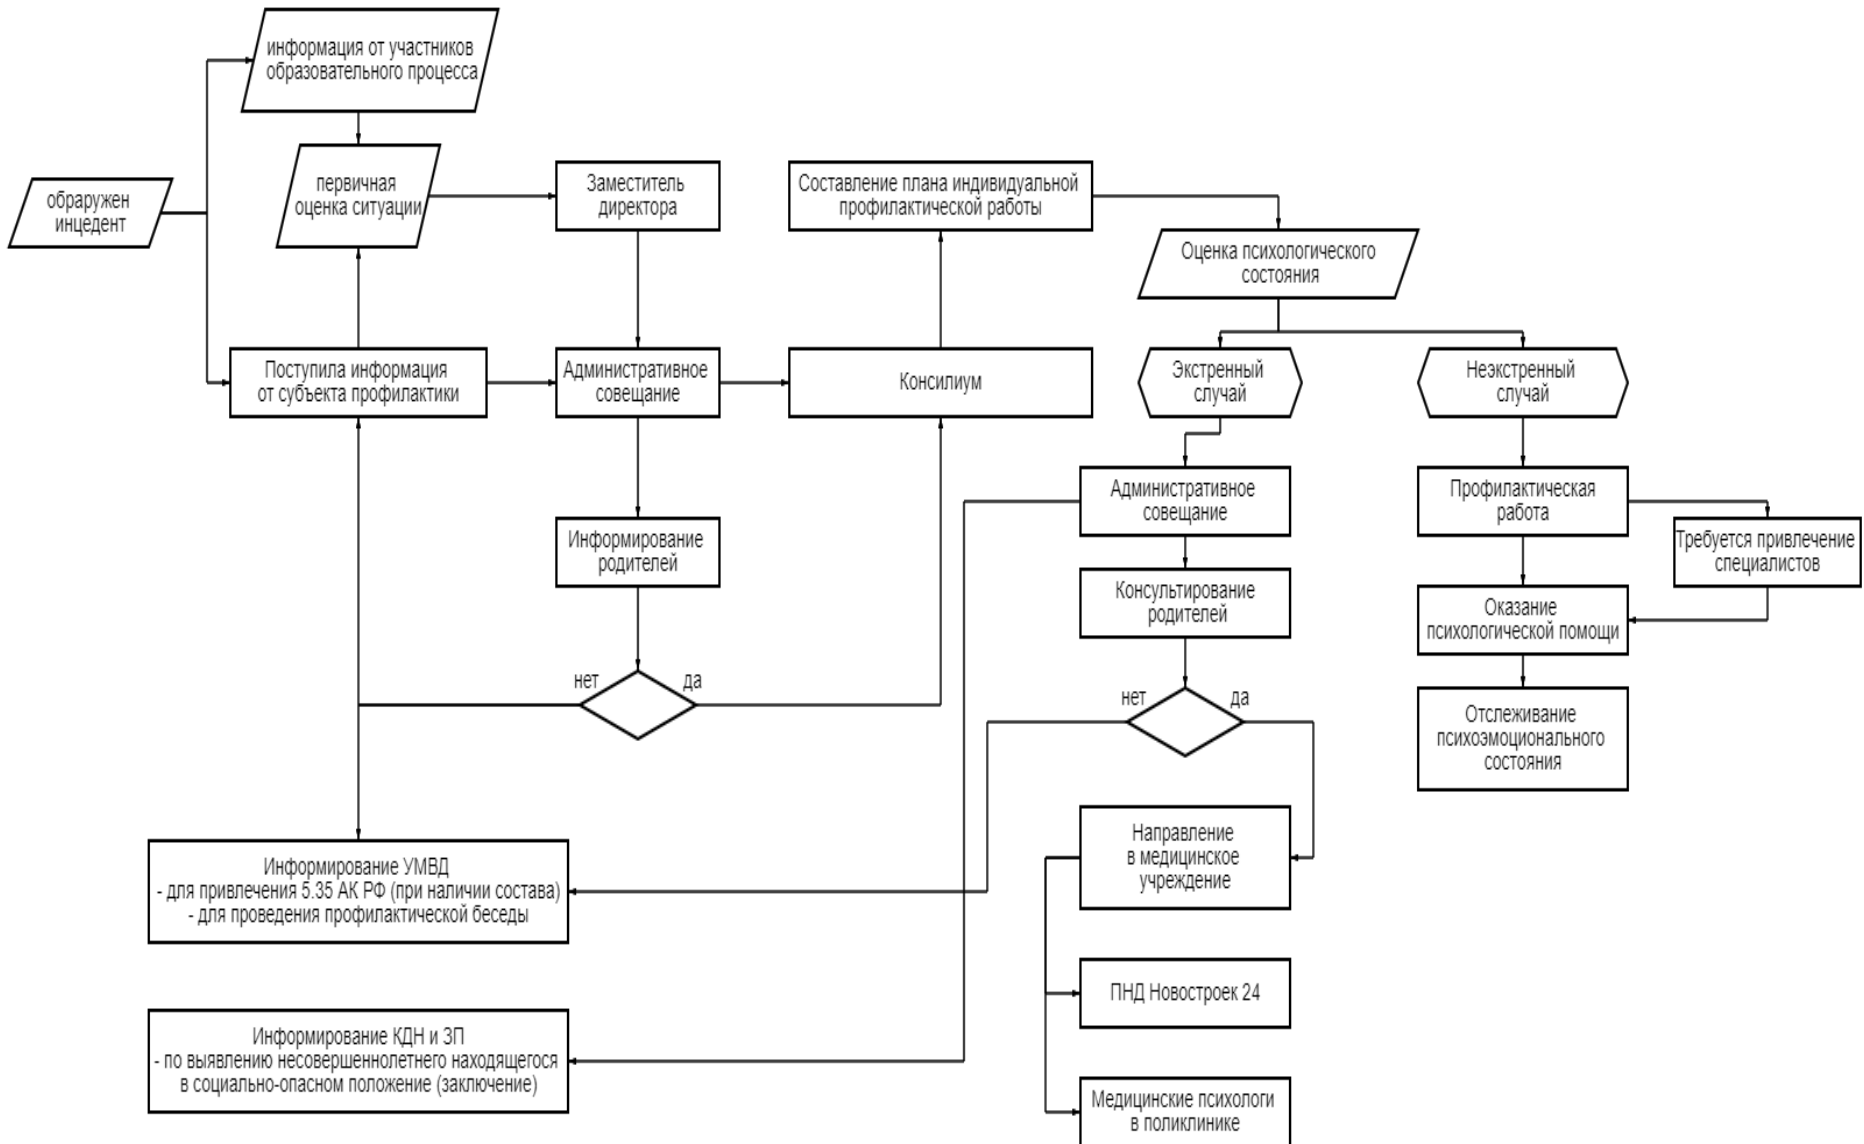 информация от участников
образовательного процесса
обраружен
инцедент
первичная
оценка ситуации
Заместитель
директора
Составление плана индивидуальной
профилактической работы
Оценка психологического
состояния
Поступила информация
от субъекта профилактики
Административное
совещание
Консилиум
Экстренный
случай
Неэкстренный
случай
Информирование
родителей
Административное
совещание
Профилактическая
работа
Требуется привлечение
специалистов
Консультирование
родителей
Оказание
психологической помощи
нет
да
нет
да
Отслеживание
психоэмоционального
состояния
Направление
в медицинское
учреждение
Информирование УМВД
- для привлечения 5.35 АК РФ (при наличии состава)
- для проведения профилактической беседы
ПНД Новостроек 24
Информирование КДН и ЗП
- по выявлению несовершеннолетнего находящегося
в социально-опасном положение (заключение)
Медицинские психологи
в поликлинике